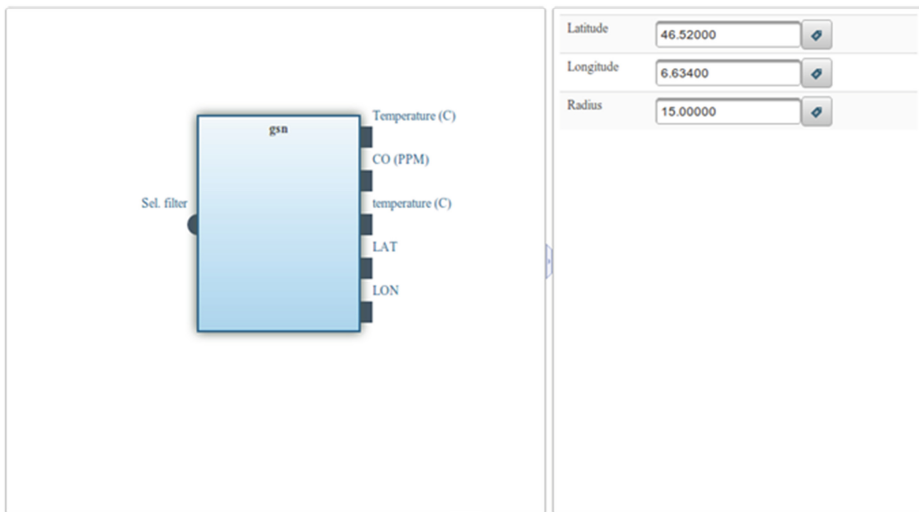 gsn
Sel. filter
Temperature (C)
CO (PPM)
temperature (C)
LAT
LON
Latitude
46.52000
Longitude
6.63400
Radius
15.00000